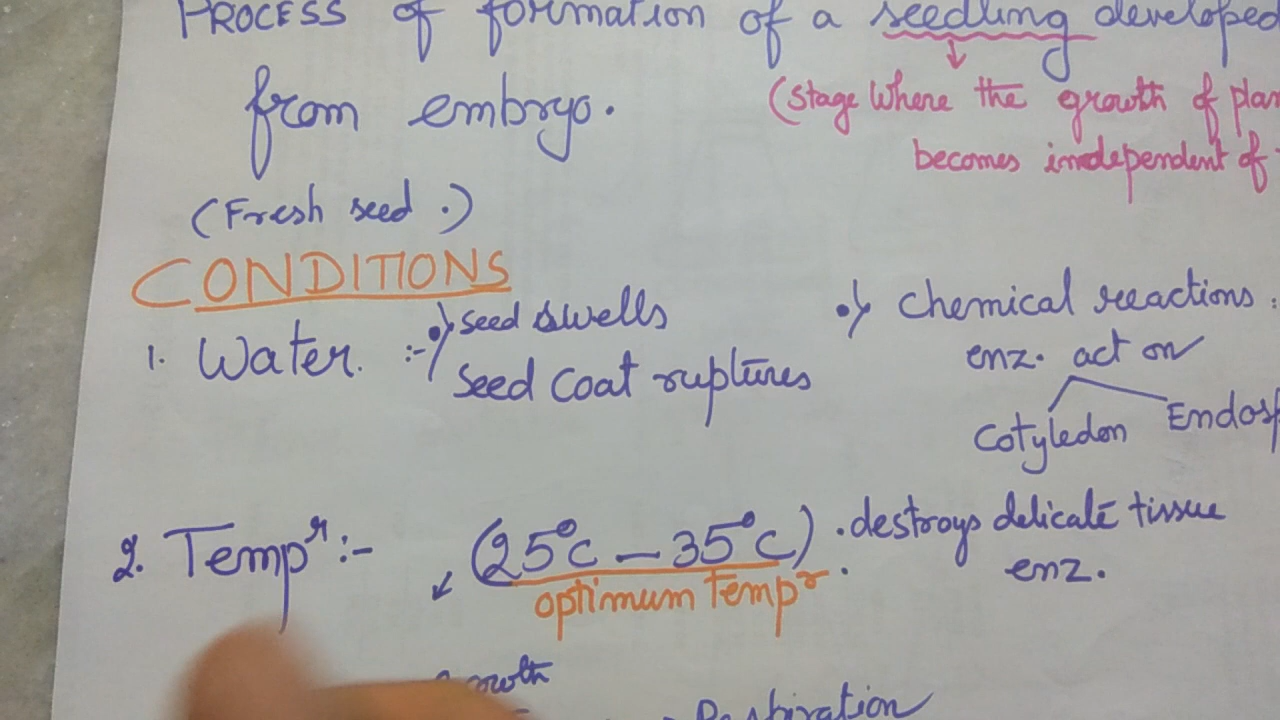 PROCESS of formation of a seedling developed
from embryo.
(stage where the growth of plan
becomes independent of
(Fresh seed .)
CONDITIONS
1. Water. :- seed swells
seed coat ruptures
Chemical reactions :
enz. act on
Cotyledon Endosp
2. Tempr :- (25°C – 35°C)
optimum Tempr
. destroys delicate tissue
enz.
Respiration